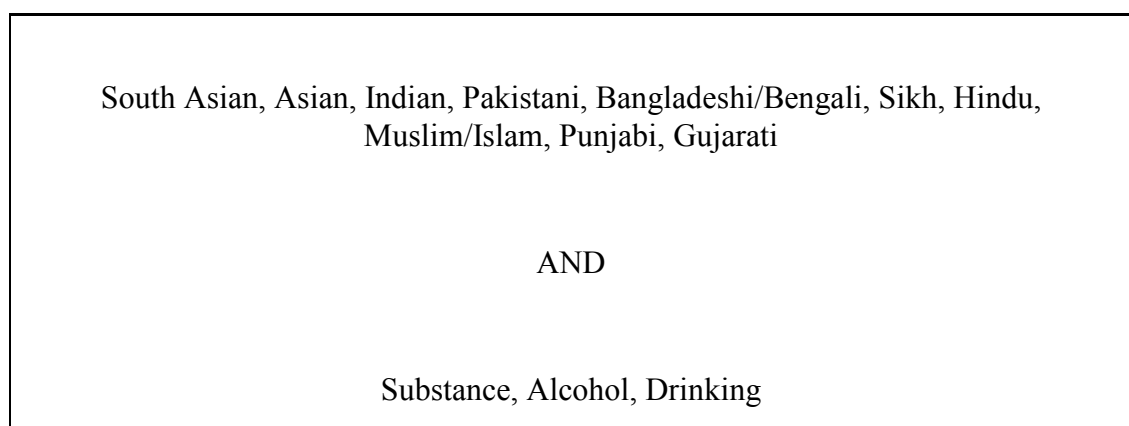 South Asian, Asian, Indian, Pakistani, Bangladeshi/Bengali, Sikh, Hindu,
Muslim/Islam, Punjabi, Gujarati
AND
Substance, Alcohol, Drinking